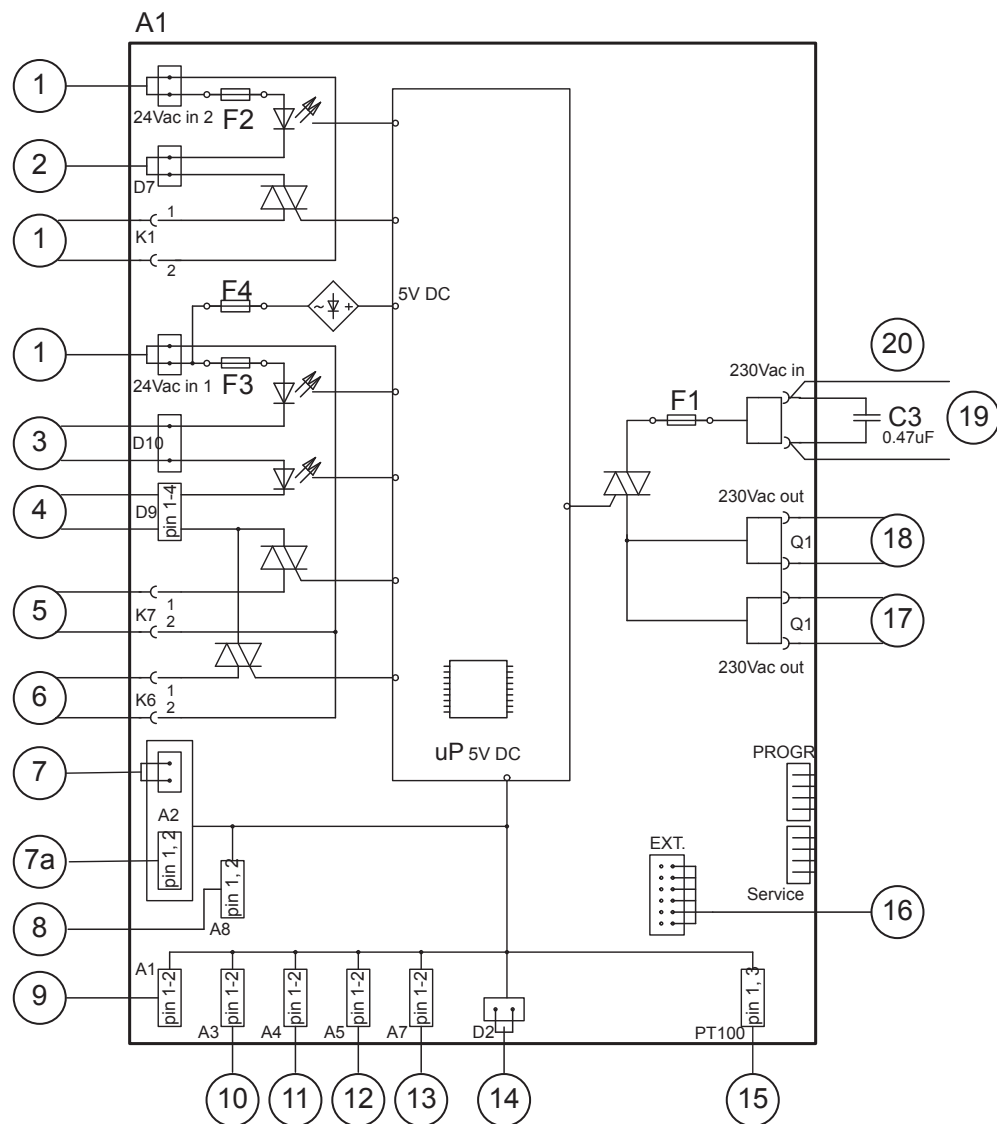 A1
1
24Vac in 2
F2
2
D7
1
1
K1
2
F4
~ +
5V DC
1
24Vac in 1
F3
3
D10
4
D9
pin 1-4
5
1
K7
2
6
1
K6
2
uP 5V DC
7
A2
7a
pin 1, 2
8
pin 1, 2
A8
9
A1
pin 1-2
A3
pin 1-2
A4
pin 1-2
A5
pin 1-2
A7
pin 1-2
D2
PT100
pin 1, 3
10
11
12
13
14
15
20
230Vac in
F1
C3
0.47uF
19
230Vac out
Q1
18
Q1
17
230Vac out
PROGR
EXT.
Service
16